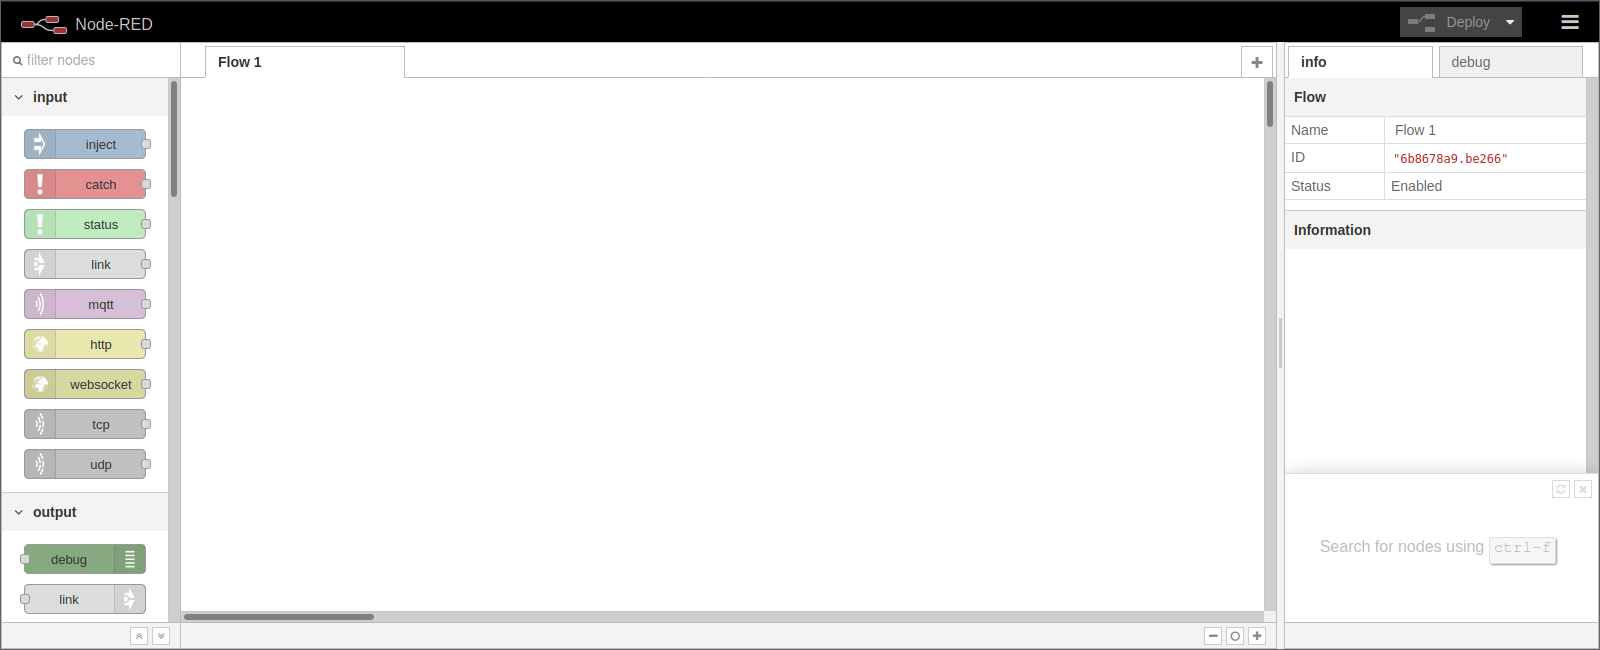 Node-RED
Deploy
filter nodes
Flow 1
info
debug
input
inject
catch
status
link
mqtt
http
websocket
tcp
udp
output
debug
link
Flow
Name Flow 1
ID "6b8678a9.be266"
Status Enabled
Information
Search for nodes using ctrl-f